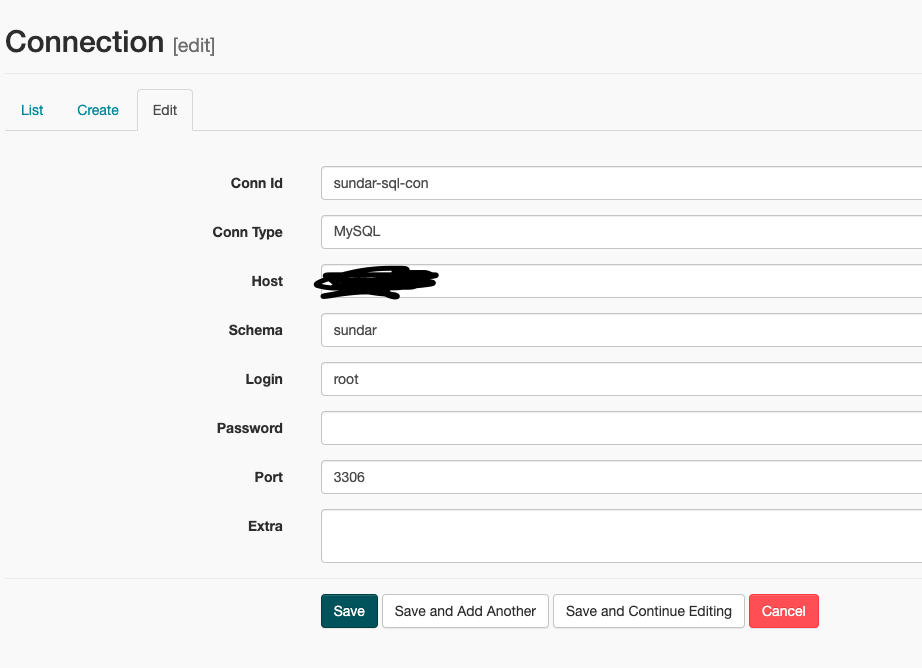 Connection [edit]
List Create Edit
Conn Id sundar-sql-con
Conn Type MySQL
Host
Schema sundar
Login root
Password
Port 3306
Extra
Save Save and Add Another Save and Continue Editing Cancel